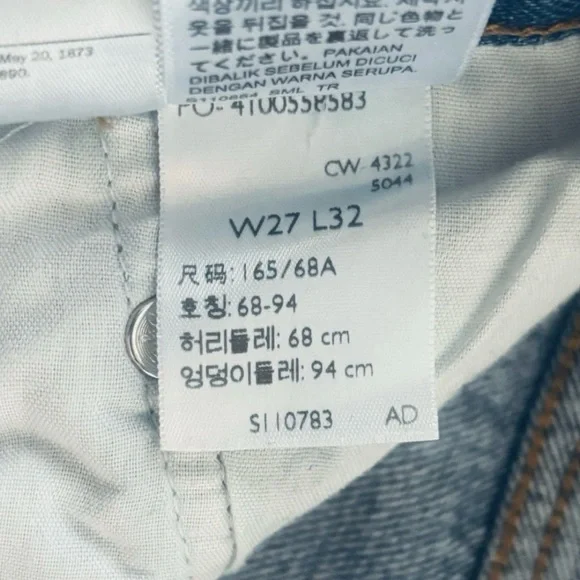 May 20, 1873
890.
색상끼리 하십시오.
옷을 뒤집을 것. 同じ色物と
一緒に製品を裏返して洗っ
てください。PAKAIAN
DIBALIK SEBELUM DICUCI
DENGAN WARNA SERUPA.
S110664 SML TR
PO- 4100558583
CW- 4322
5044
W27 L32
尺码: 165/68A
호칭: 68-94
허리둘레: 68 cm
엉덩이둘레: 94 cm
S110783 AD